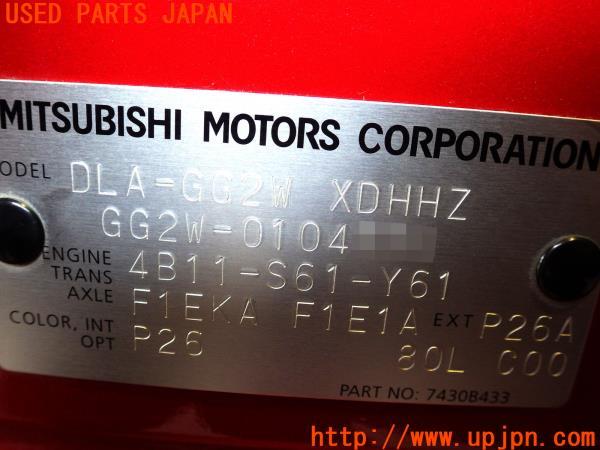 USED PARTS JAPAN
MITSUBISHI MOTORS CORPORATION
MODEL DLA-GG2W XDHHZ
GG2W-0104
ENGINE 4B11-S61-Y61
TRANS AXLE F1EKA F1E1A EXT P26A
COLOR, INT OPT P26 80L C00
PART NO: 7430B433
http://www.upjpn.com/